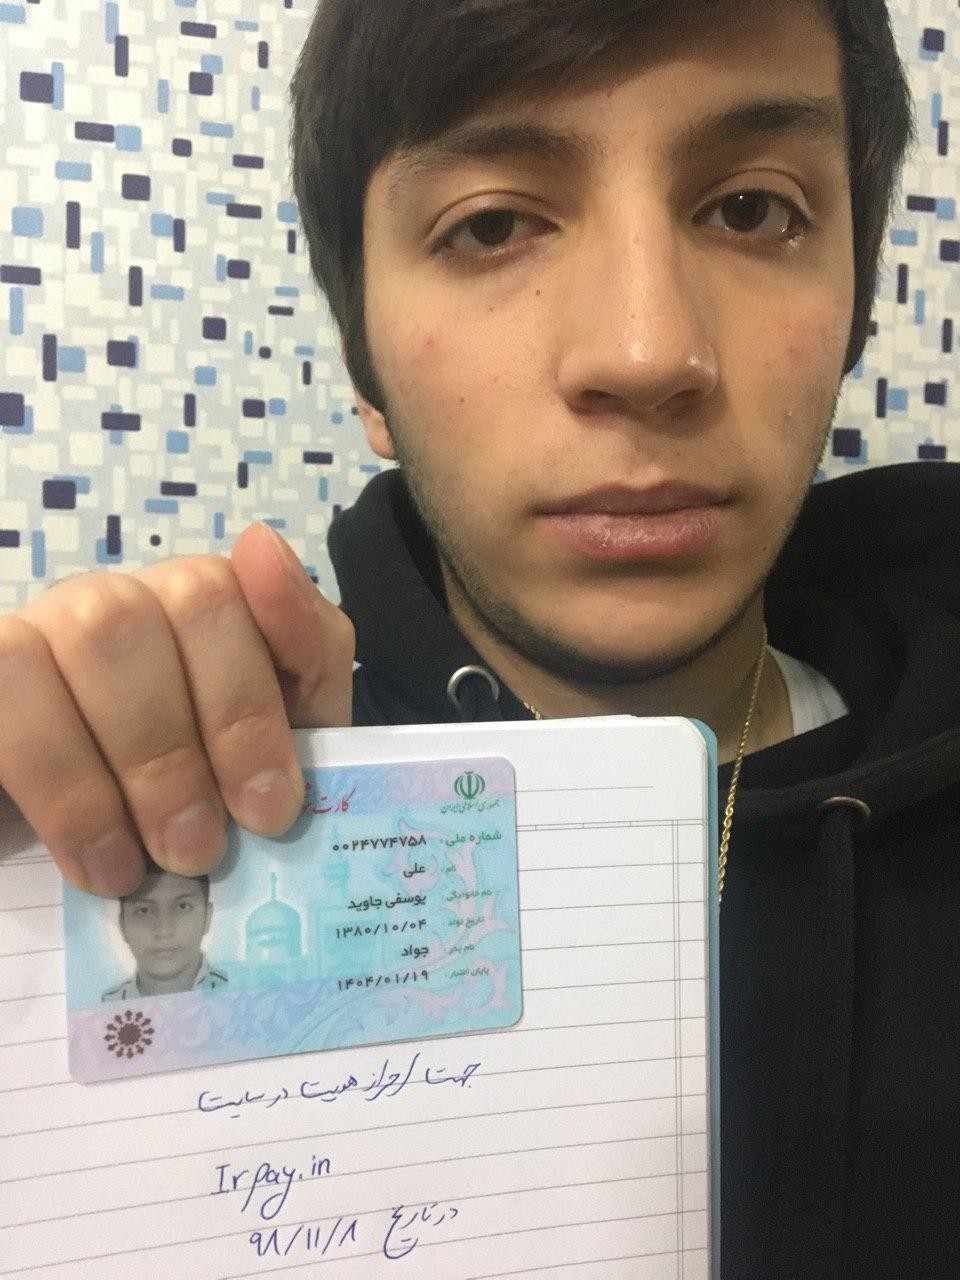 جمهوری اسلامی ایران
کارت
شماره ملی: ۰۰۲۴۷۷۴۷۵۸
نام: علی
نام خانوادگی: یوسفی جاوید
تاریخ تولد: ۱۳۸۰/۱۰/۰۴
نام پدر: جواد
پایان اعتبار: ۱۴۰۴/۰۱/۱۹
جهت احراز هویت در سایت
Irpay.in
در تاریخ ۹۸/۱۱/۸